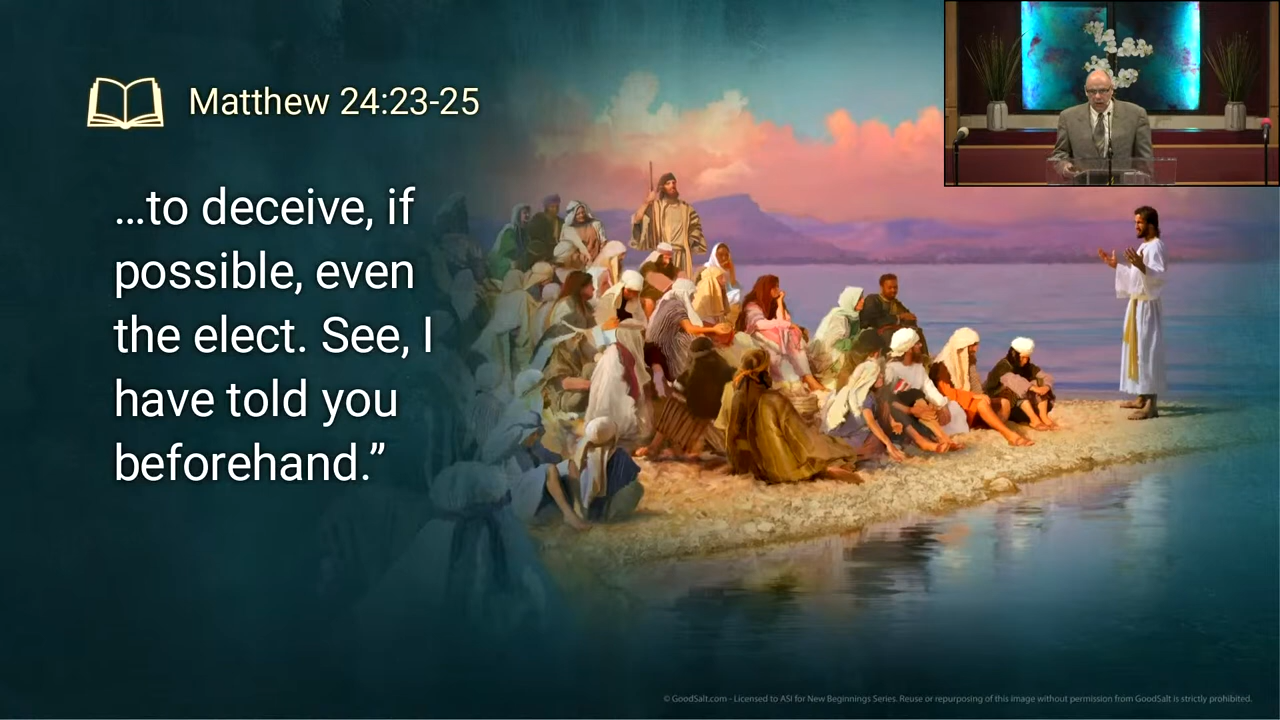 Matthew 24:23-25
…to deceive, if
possible, even
the elect. See, I
have told you
beforehand.”
© GoodSalt.com - Licensed to ASI for New Beginnings Series. Reuse or repurposing of this image without permission from GoodSalt is strictly prohibited.